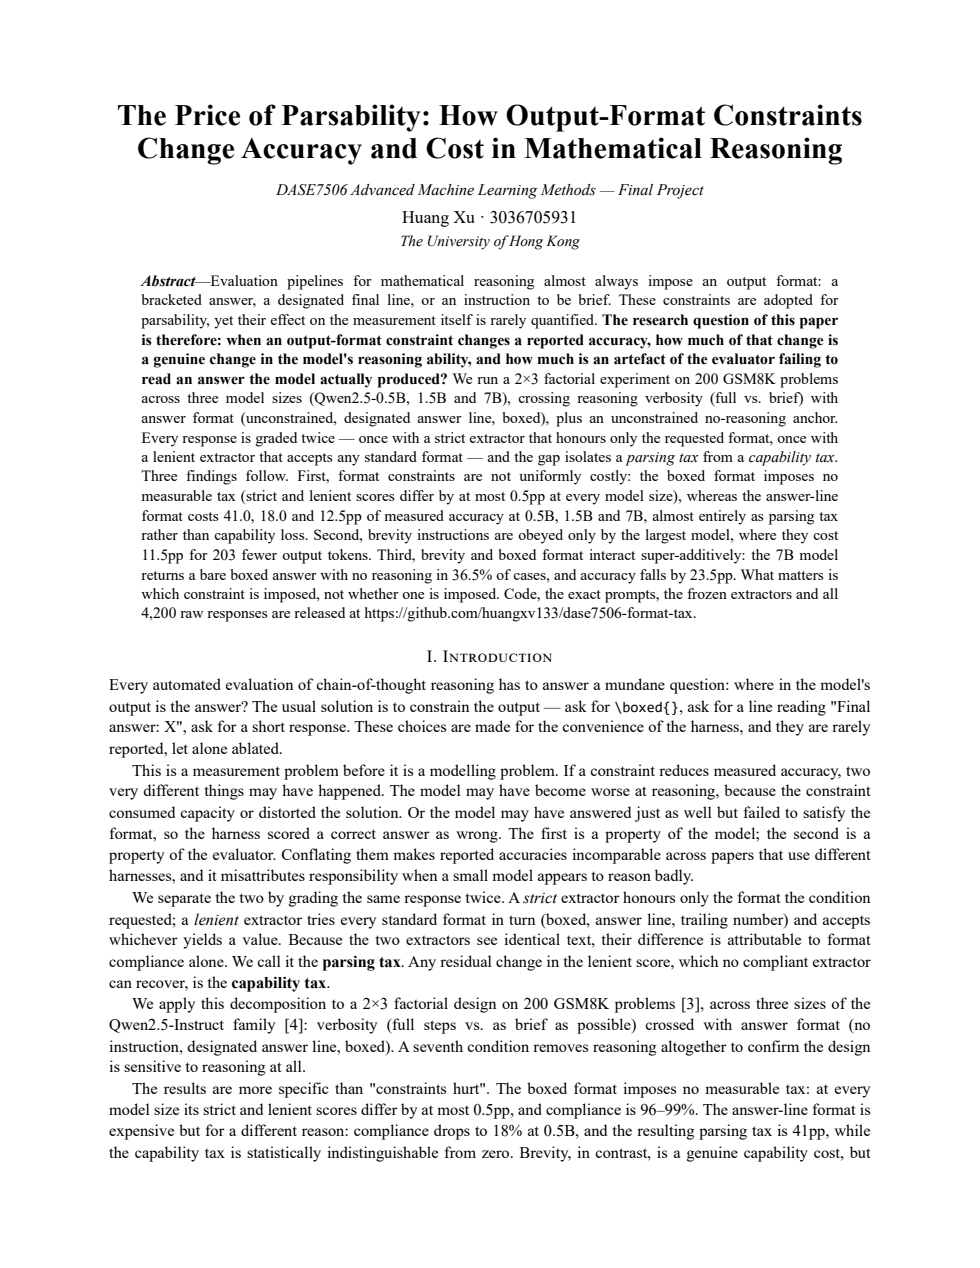 The Price of Parsability: How Output-Format Constraints
Change Accuracy and Cost in Mathematical Reasoning
DASE7506 Advanced Machine Learning Methods — Final Project
Huang Xu · 3036705931
The University of Hong Kong
Abstract—Evaluation pipelines for mathematical reasoning almost always impose an output format: a
bracketed answer, a designated final line, or an instruction to be brief. These constraints are adopted for
parsability, yet their effect on the measurement itself is rarely quantified. The research question of this paper
is therefore: when an output-format constraint changes a reported accuracy, how much of that change is
a genuine change in the model's reasoning ability, and how much is an artefact of the evaluator failing to
read an answer the model actually produced? We run a 2×3 factorial experiment on 200 GSM8K problems
across three model sizes (Qwen2.5-0.5B, 1.5B and 7B), crossing reasoning verbosity (full vs. brief) with
answer format (unconstrained, designated answer line, boxed), plus an unconstrained no-reasoning anchor.
Every response is graded twice — once with a strict extractor that honours only the requested format, once with
a lenient extractor that accepts any standard format — and the gap isolates a parsing tax from a capability tax.
Three findings follow. First, format constraints are not uniformly costly: the boxed format imposes no
measurable tax (strict and lenient scores differ by at most 0.5pp at every model size), whereas the answer-line
format costs 41.0, 18.0 and 12.5pp of measured accuracy at 0.5B, 1.5B and 7B, almost entirely as parsing tax
rather than capability loss. Second, brevity instructions are obeyed only by the largest model, where they cost
11.5pp for 203 fewer output tokens. Third, brevity and boxed format interact super-additively: the 7B model
returns a bare boxed answer with no reasoning in 36.5% of cases, and accuracy falls by 23.5pp. What matters is
which constraint is imposed, not whether one is imposed. Code, the exact prompts, the frozen extractors and all
4,200 raw responses are released at https://github.com/huangxv133/dase7506-format-tax.
I. INTRODUCTION
Every automated evaluation of chain-of-thought reasoning has to answer a mundane question: where in the model's
output is the answer? The usual solution is to constrain the output — ask for \boxed{}, ask for a line reading "Final
answer: X", ask for a short response. These choices are made for the convenience of the harness, and they are rarely
reported, let alone ablated.
This is a measurement problem before it is a modelling problem. If a constraint reduces measured accuracy, two
very different things may have happened. The model may have become worse at reasoning, because the constraint
consumed capacity or distorted the solution. Or the model may have answered just as well but failed to satisfy the
format, so the harness scored a correct answer as wrong. The first is a property of the model; the second is a
property of the evaluator. Conflating them makes reported accuracies incomparable across papers that use different
harnesses, and it misattributes responsibility when a small model appears to reason badly.
We separate the two by grading the same response twice. A strict extractor honours only the format the condition
requested; a lenient extractor tries every standard format in turn (boxed, answer line, trailing number) and accepts
whichever yields a value. Because the two extractors see identical text, their difference is attributable to format
compliance alone. We call it the parsing tax. Any residual change in the lenient score, which no compliant extractor
can recover, is the capability tax.
We apply this decomposition to a 2×3 factorial design on 200 GSM8K problems [3], across three sizes of the
Qwen2.5-Instruct family [4]: verbosity (full steps vs. as brief as possible) crossed with answer format (no
instruction, designated answer line, boxed). A seventh condition removes reasoning altogether to confirm the design
is sensitive to reasoning at all.
The results are more specific than "constraints hurt". The boxed format imposes no measurable tax: at every
model size its strict and lenient scores differ by at most 0.5pp, and compliance is 96–99%. The answer-line format is
expensive but for a different reason: compliance drops to 18% at 0.5B, and the resulting parsing tax is 41pp, while
the capability tax is statistically indistinguishable from zero. Brevity, in contrast, is a genuine capability cost, but